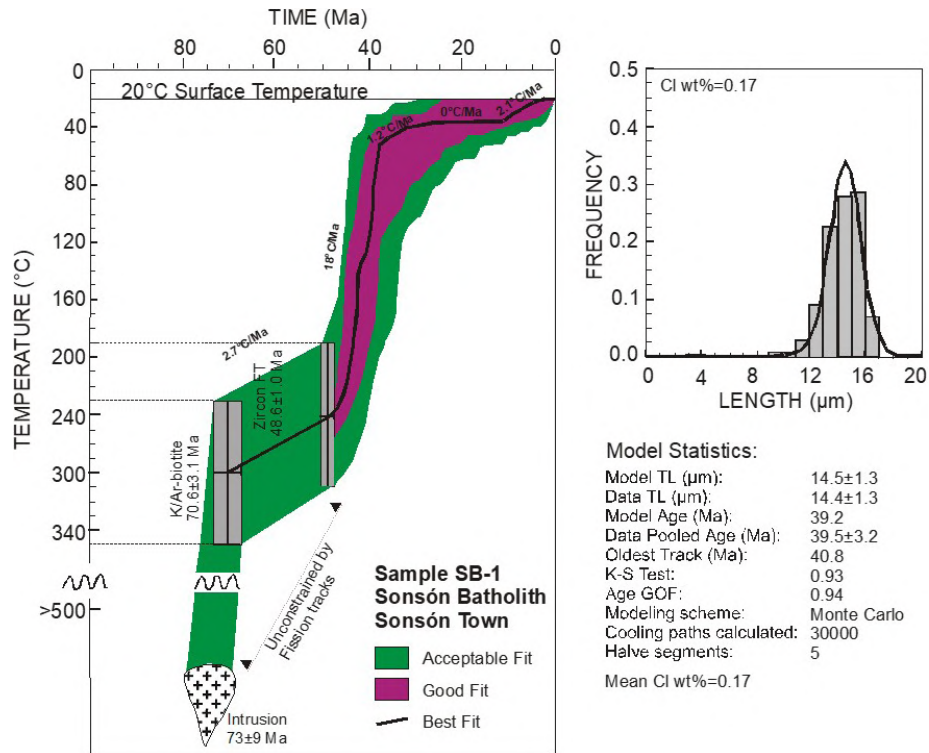 TIME (Ma)
80 60 40 20 0
0
40
80
120
160
200
240
300
340
>500
TEMPERATURE (°C)
20°C Surface Temperature
1.2°C/Ma
0°C/Ma
2.1°C/Ma
18°C/Ma
2.7°C/Ma
Zircon FT
48.6±1.0 Ma
K/Ar-biotite
70.6±3.1 Ma
Unconstrained by
Fission tracks
Intrusion
73±9 Ma
Sample SB-1
Sonsón Batholith
Sonsón Town
Acceptable Fit
Good Fit
Best Fit
Cl wt%=0.17
0.5
0.4
0.3
0.2
0.1
0.0
FREQUENCY
0 4 8 12 16 20
LENGTH (µm)
Model Statistics:
Model TL (µm): 14.5±1.3
Data TL (µm): 14.4±1.3
Model Age (Ma): 39.2
Data Pooled Age (Ma): 39.5±3.2
Oldest Track (Ma): 40.8
K-S Test: 0.93
Age GOF: 0.94
Modeling scheme: Monte Carlo
Cooling paths calculated: 30000
Halve segments: 5
Mean Cl wt%=0.17